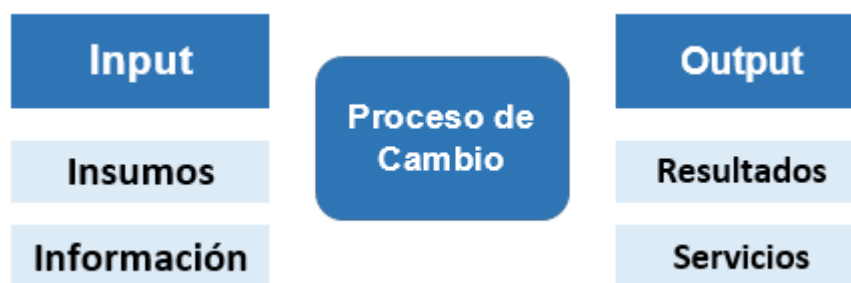 Input
Insumos
Información
Proceso de
Cambio
Output
Resultados
Servicios